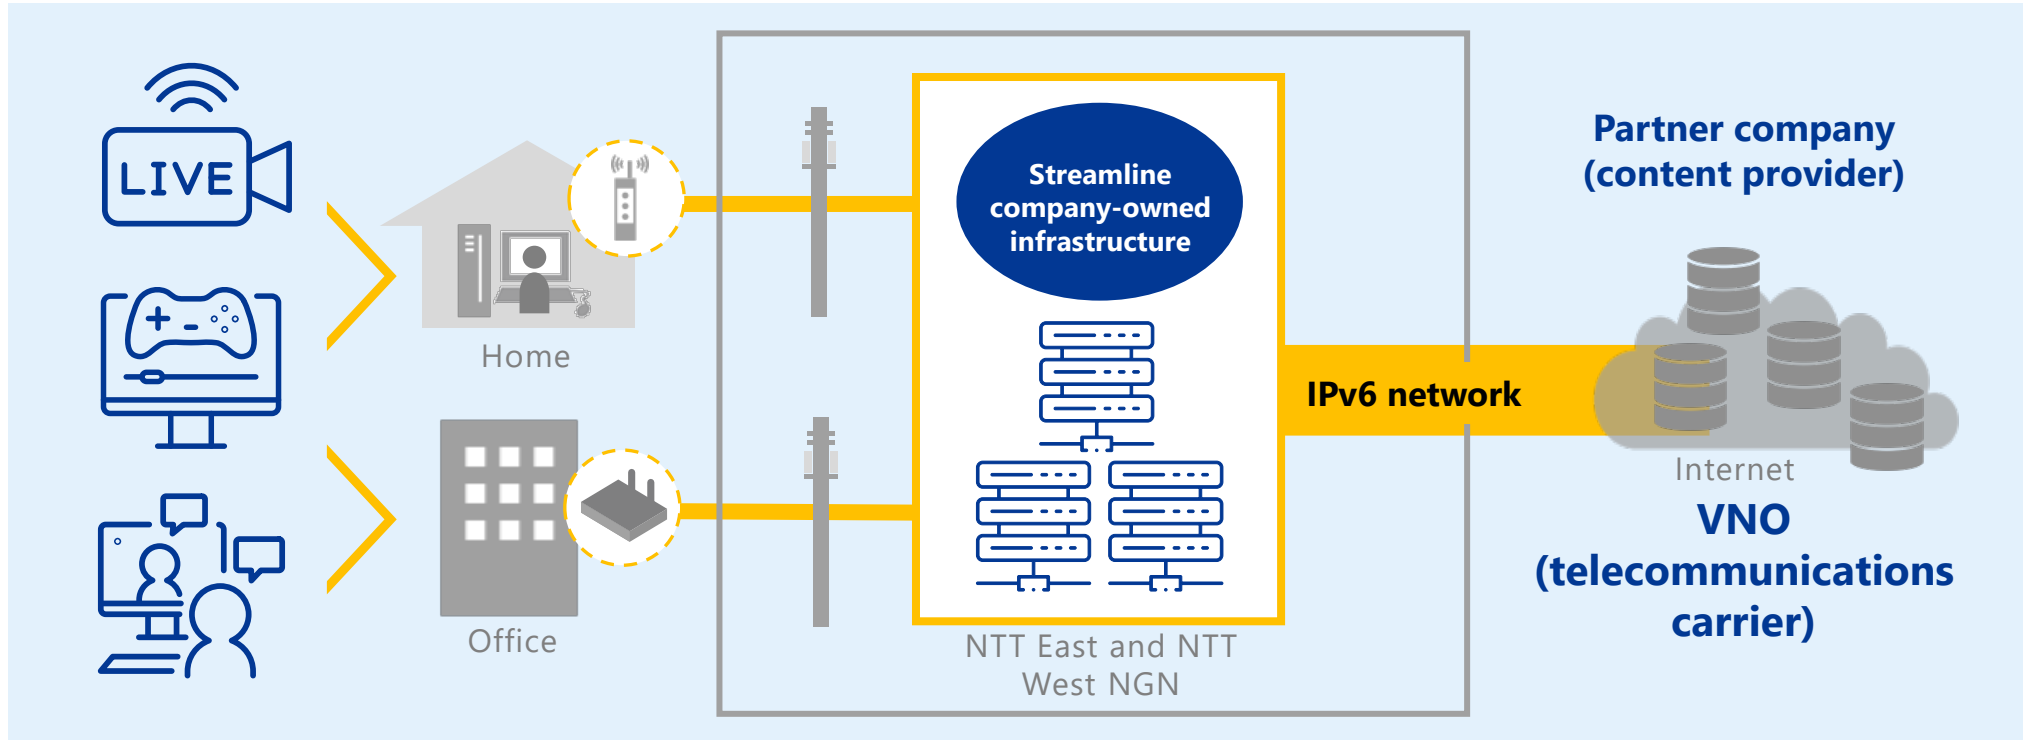 LIVE
Home
Office
Streamline
company-owned
infrastructure
NTT East and NTT
West NGN
IPv6 network
Partner company
(content provider)
Internet
VNO
(telecommunications
carrier)